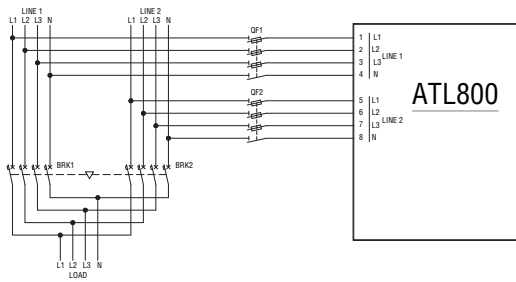 LINE 1 LINE 2
L1 L2 L3 N L1 L2 L3 N
QF1
1 L1
2 L2
3 L3
4 N
LINE 1
ATL800
QF2
5 L1
6 L2
7 L3
8 N
LINE 2
BRK1 BRK2
L1 L2 L3 N
LOAD